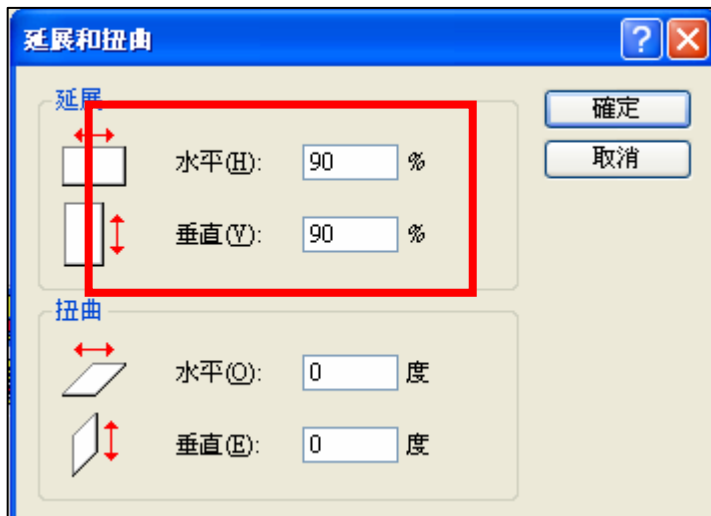 延展和扭曲
延展
水平(H): 90 %
垂直(V): 90 %
扭曲
水平(O): 0 度
垂直(E): 0 度
確定
取消